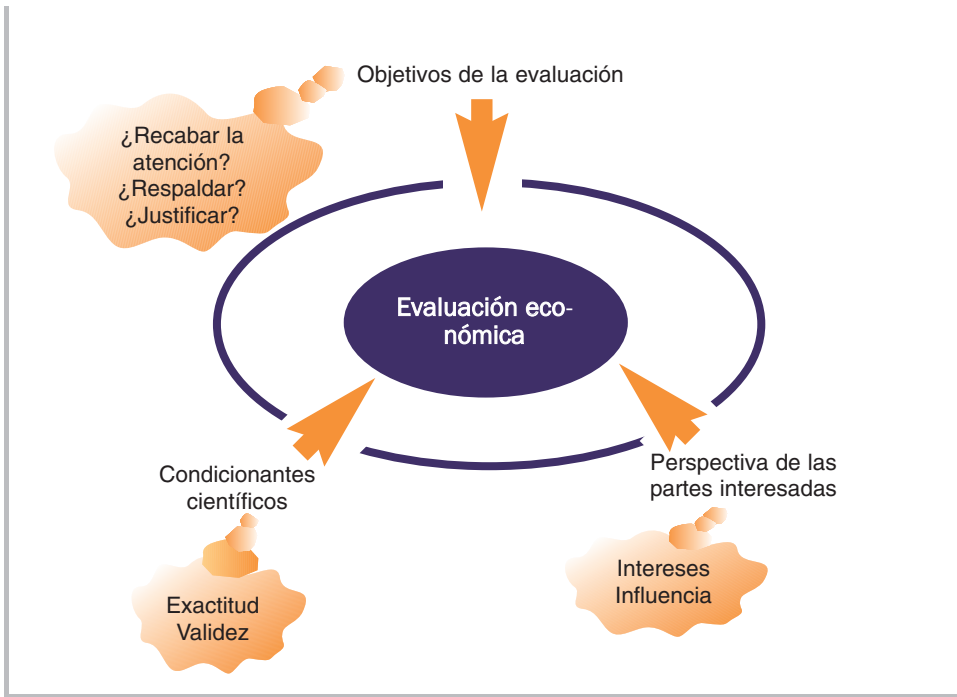 Objetivos de la evaluación
¿Recabar la
atención?
¿Respaldar?
¿Justificar?
Evaluación eco-
nómica
Condicionantes
científicos
Perspectiva de las
partes interesadas
Exactitud
Validez
Intereses
Influencia